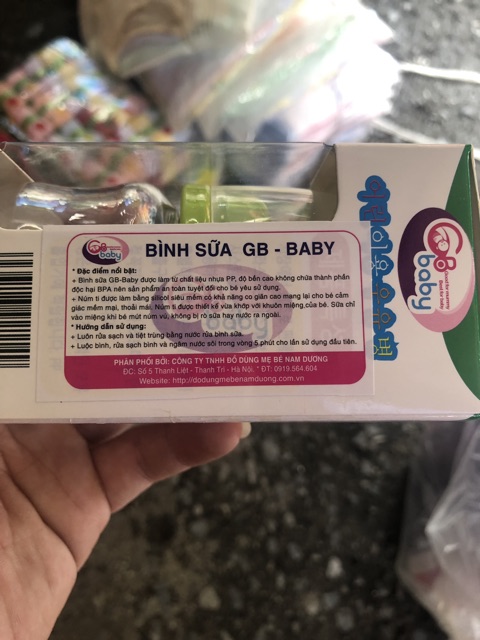 baby
BÌNH SỮA GB - BABY
* Đặc điểm nổi bật:
+ Bình sữa GB-Baby được làm từ chất liệu nhựa PP, độ bền cao không chứa thành phần
độc hại BPA nên sản phẩm an toàn tuyệt đối cho bé yêu sử dụng.
+ Núm ti được làm bằng silicol siêu mềm có khả năng co giãn cao mang lại cho bé cảm
giác mềm mại, thoải mái. Núm ti được thiết kế vừa khớp với khuôn miệng của bé. Sữa chỉ
vào miệng khi bé mút núm vú, không bị rò sữa hay nước ra ngoài.
* Hướng dẫn sử dụng:
+ Luôn rửa sạch và tiệt trùng bằng nước rửa bình sữa.
+ Luộc bình, rửa sạch bình và ngâm nước sôi trong vòng 5 phút cho lần sử dụng đầu tiên.
PHÂN PHỐI BỞI: CÔNG TY TNHH ĐỒ DÙNG MẸ BÉ NAM DƯƠNG
ĐC: Số 5 Thanh Liệt - Thanh Trì - Hà Nội. * ĐT: 0919.564.604
Website: http://dodungmebenamduong.com.vn
GB
baby